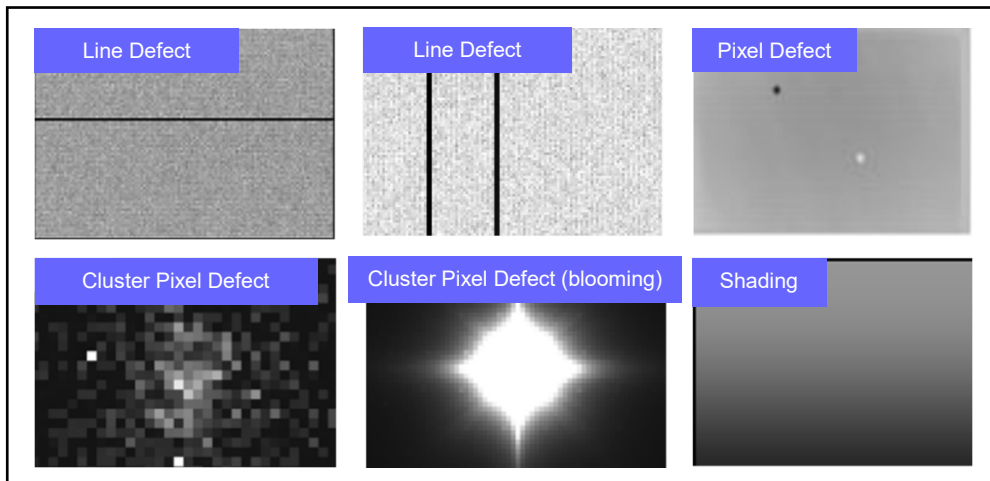 Line Defect
Line Defect
Pixel Defect
Cluster Pixel Defect
Cluster Pixel Defect (blooming)
Shading